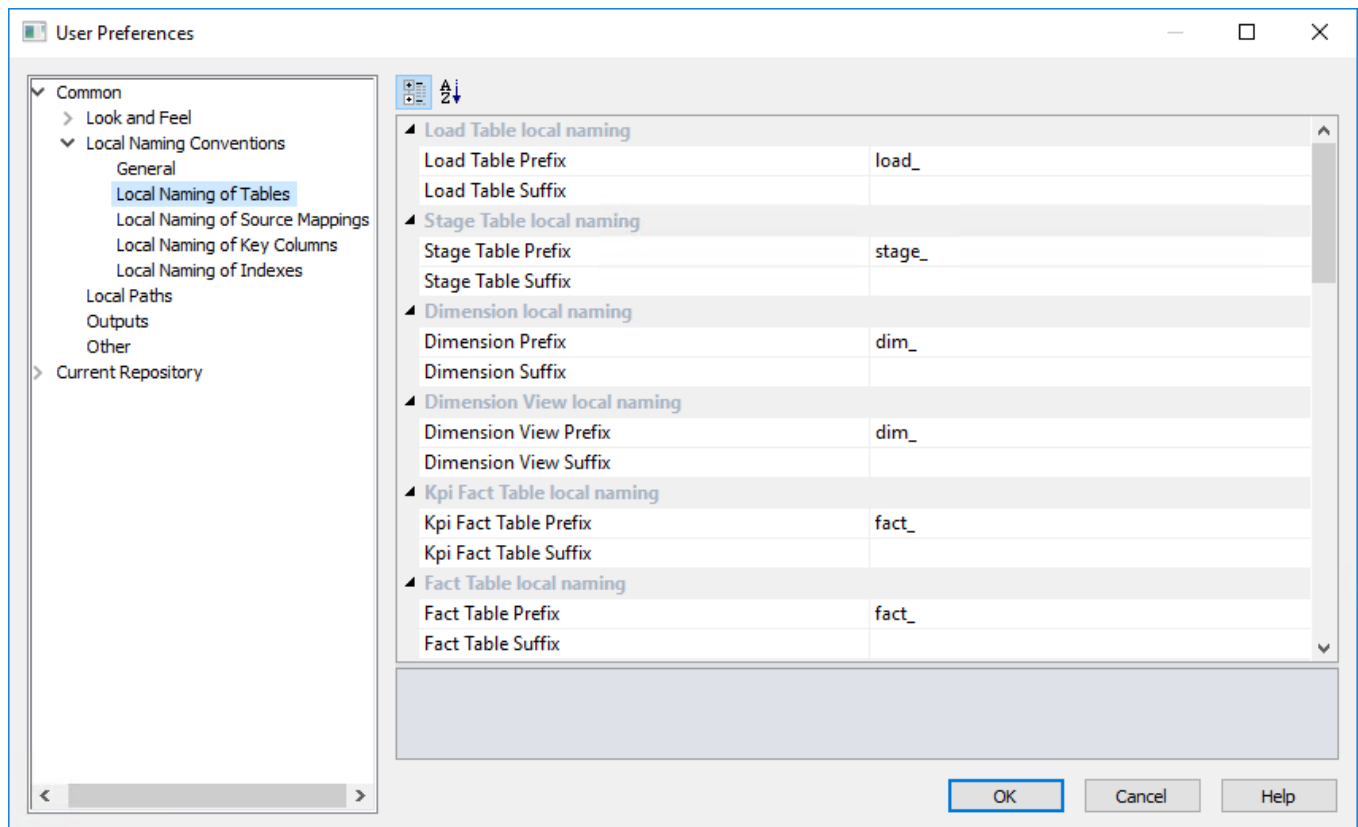 User Preferences
Common
Look and Feel
Local Naming Conventions
General
Local Naming of Tables
Local Naming of Source Mappings
Local Naming of Key Columns
Local Naming of Indexes
Local Paths
Outputs
Other
Current Repository
Load Table local naming
Load Table Prefix load_
Load Table Suffix
Stage Table local naming
Stage Table Prefix stage_
Stage Table Suffix
Dimension local naming
Dimension Prefix dim_
Dimension Suffix
Dimension View local naming
Dimension View Prefix dim_
Dimension View Suffix
Kpi Fact Table local naming
Kpi Fact Table Prefix fact_
Kpi Fact Table Suffix
Fact Table local naming
Fact Table Prefix fact_
Fact Table Suffix
OK Cancel Help